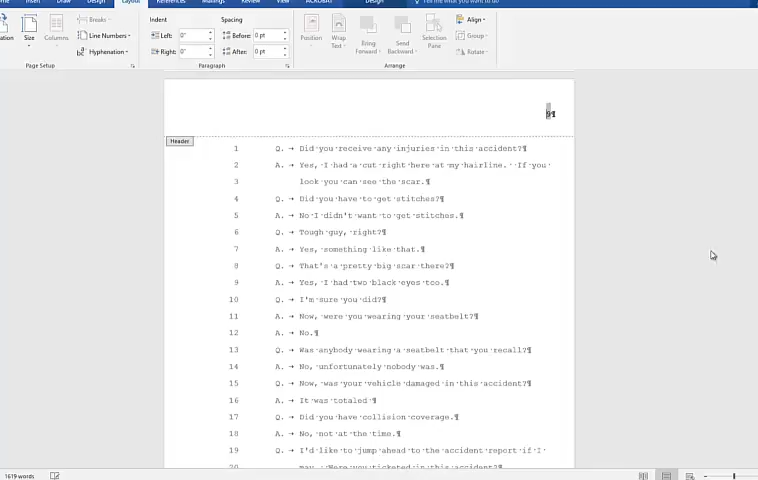 Layout References Mailings Review View ACROBAT Design Tell me what you want to do
Breaks
Size Columns Line Numbers
Hyphenation
Page Setup
Indent Spacing
Left: 0" Before: 0 pt
Right: 0" After: 0 pt
Paragraph
Position Wrap Text Bring Forward Send Backward Selection Pane
Align
Group
Rotate
Arrange
9¶
Header
1 Q. → Did·you·receive·any·injuries·in·this·accident?¶
2 A. → Yes,·I·had·a·cut·right·here·at·my·hairline.··If·you·
3 look·you·can·see·the·scar.¶
4 Q. → Did·you·have·to·get·stitches?¶
5 A. → No·I·didn't·want·to·get·stitches.¶
6 Q. → Tough·guy,·right?¶
7 A. → Yes,·something·like·that.¶
8 Q. → That's·a·pretty·big·scar·there?¶
9 A. → Yes,·I·had·two·black·eyes·too.¶
10 Q. → I'm·sure·you·did?¶
11 A. → Now,·were·you·wearing·your·seatbelt?¶
12 A. → No.¶
13 Q. → Was·anybody·wearing·a·seatbelt·that·you·recall?¶
14 A. → No,·unfortunately·nobody·was.¶
15 Q. → Now,·was·your·vehicle·damaged·in·this·accident?¶
16 A. → It·was·totaled·¶
17 Q. → Did·you·have·collision·coverage.¶
18 A. → No,·not·at·the·time.¶
19 Q. → I'd·like·to·jump·ahead·to·the·accident·report·if·I·
20 may.··Were·you·ticketed·in·this·accident?¶
1619 words